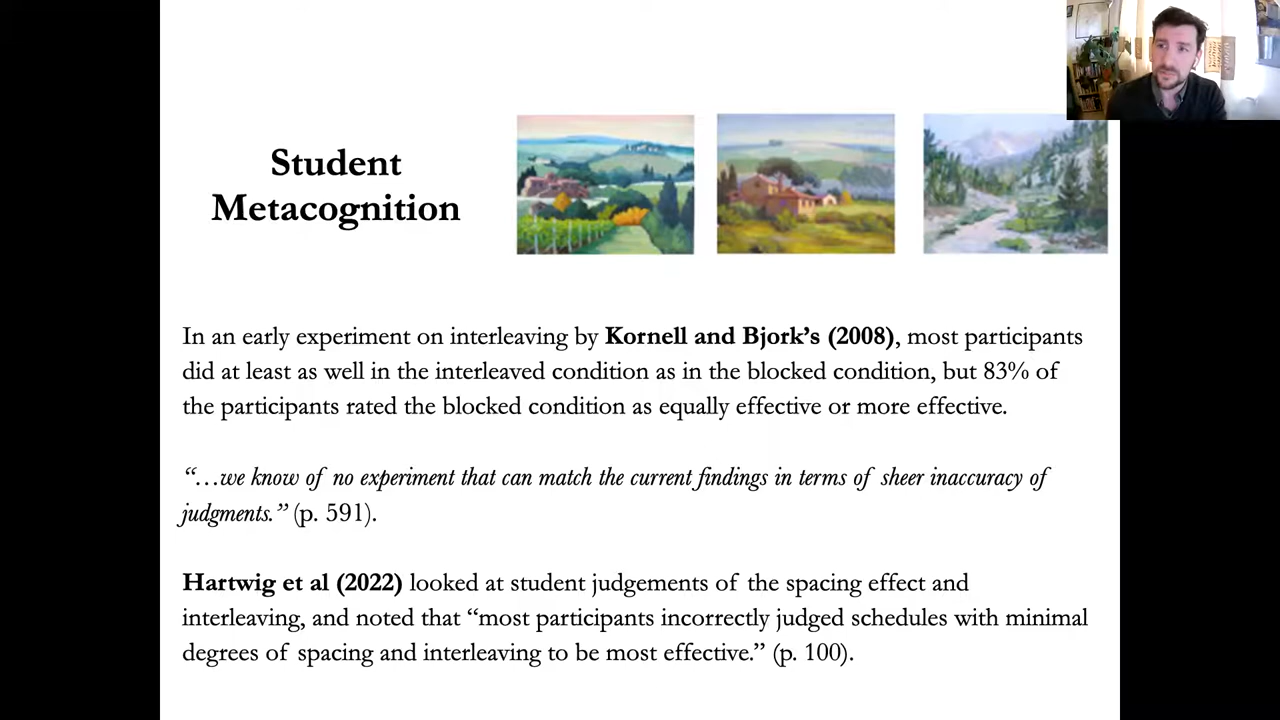 Student
Metacognition
In an early experiment on interleaving by Kornell and Bjork’s (2008), most participants
did at least as well in the interleaved condition as in the blocked condition, but 83% of
the participants rated the blocked condition as equally effective or more effective.
“…we know of no experiment that can match the current findings in terms of sheer inaccuracy of
judgments.” (p. 591).
Hartwig et al (2022) looked at student judgements of the spacing effect and
interleaving, and noted that “most participants incorrectly judged schedules with minimal
degrees of spacing and interleaving to be most effective.” (p. 100).